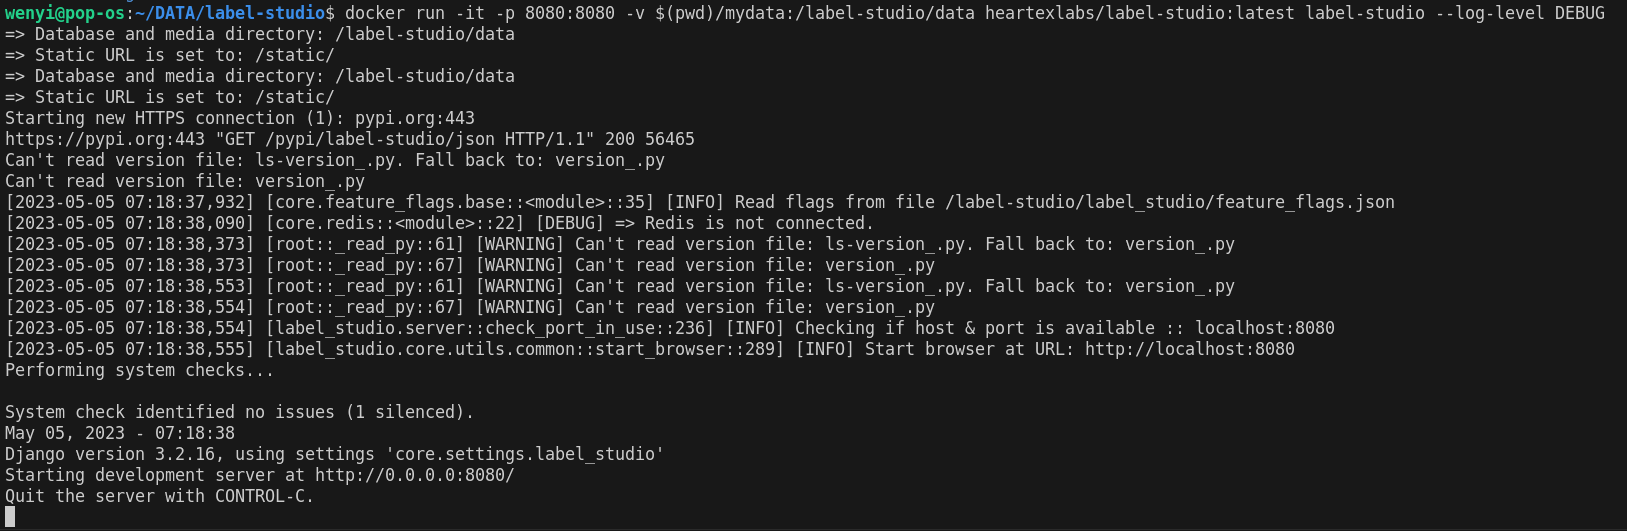 wenyi@pop-os:~/DATA/label-studio$ docker run -it -p 8080:8080 -v $(pwd)/mydata:/label-studio/data heartexlabs/label-studio:latest label-studio --log-level DEBUG
=> Database and media directory: /label-studio/data
=> Static URL is set to: /static/
=> Database and media directory: /label-studio/data
=> Static URL is set to: /static/
Starting new HTTPS connection (1): pypi.org:443
https://pypi.org:443 "GET /pypi/label-studio/json HTTP/1.1" 200 56465
Can't read version file: ls-version_.py. Fall back to: version_.py
Can't read version file: version_.py
[2023-05-05 07:18:37,932] [core.feature_flags.base::<module>::35] [INFO] Read flags from file /label-studio/label_studio/feature_flags.json
[2023-05-05 07:18:38,090] [core.redis::<module>::22] [DEBUG] => Redis is not connected.
[2023-05-05 07:18:38,373] [root::_read_py::61] [WARNING] Can't read version file: ls-version_.py. Fall back to: version_.py
[2023-05-05 07:18:38,373] [root::_read_py::67] [WARNING] Can't read version file: version_.py
[2023-05-05 07:18:38,553] [root::_read_py::61] [WARNING] Can't read version file: ls-version_.py. Fall back to: version_.py
[2023-05-05 07:18:38,554] [root::_read_py::67] [WARNING] Can't read version file: version_.py
[2023-05-05 07:18:38,554] [label_studio.server::check_port_in_use::236] [INFO] Checking if host & port is available :: localhost:8080
[2023-05-05 07:18:38,555] [label_studio.core.utils.common::start_browser::289] [INFO] Start browser at URL: http://localhost:8080
Performing system checks...
System check identified no issues (1 silenced).
May 05, 2023 - 07:18:38
Django version 3.2.16, using settings 'core.settings.label_studio'
Starting development server at http://0.0.0.0:8080/
Quit the server with CONTROL-C.